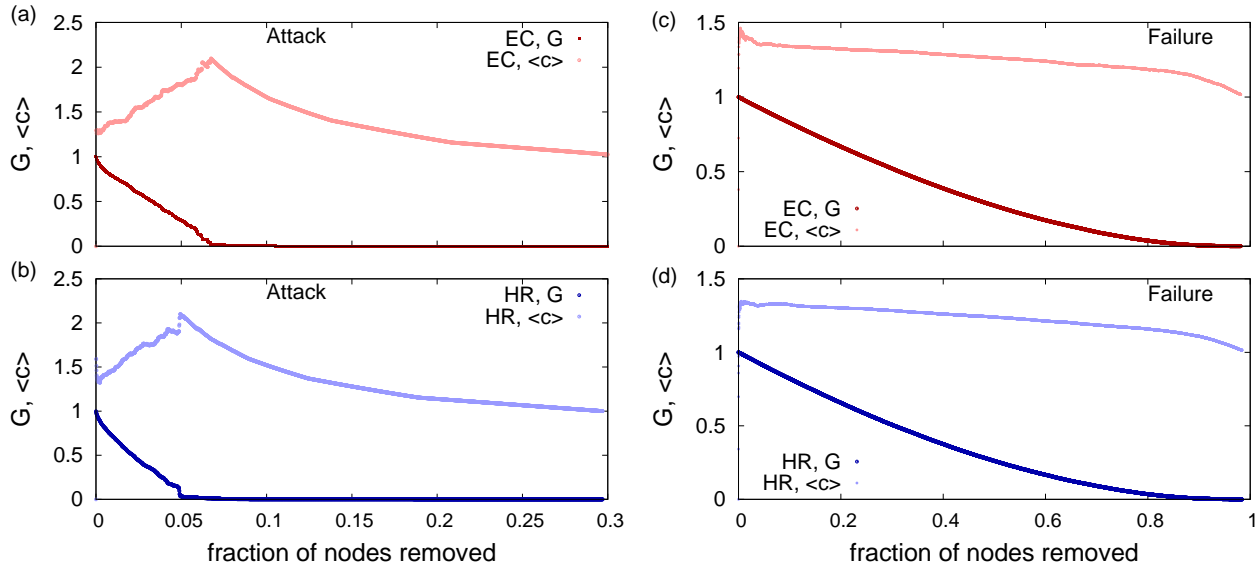 (a)
Attack
EC, G
EC, <c>
G, <c>
2.5
2
1.5
1
0.5
0
(b)
Attack
HR, G
HR, <c>
G, <c>
2.5
2
1.5
1
0.5
0
0 0.05 0.1 0.15 0.2 0.25 0.3
fraction of nodes removed
(c)
Failure
EC, G
EC, <c>
G, <c>
1.5
1
0.5
0
(d)
Failure
HR, G
HR, <c>
G, <c>
1.5
1
0.5
0
0 0.2 0.4 0.6 0.8 1
fraction of nodes removed